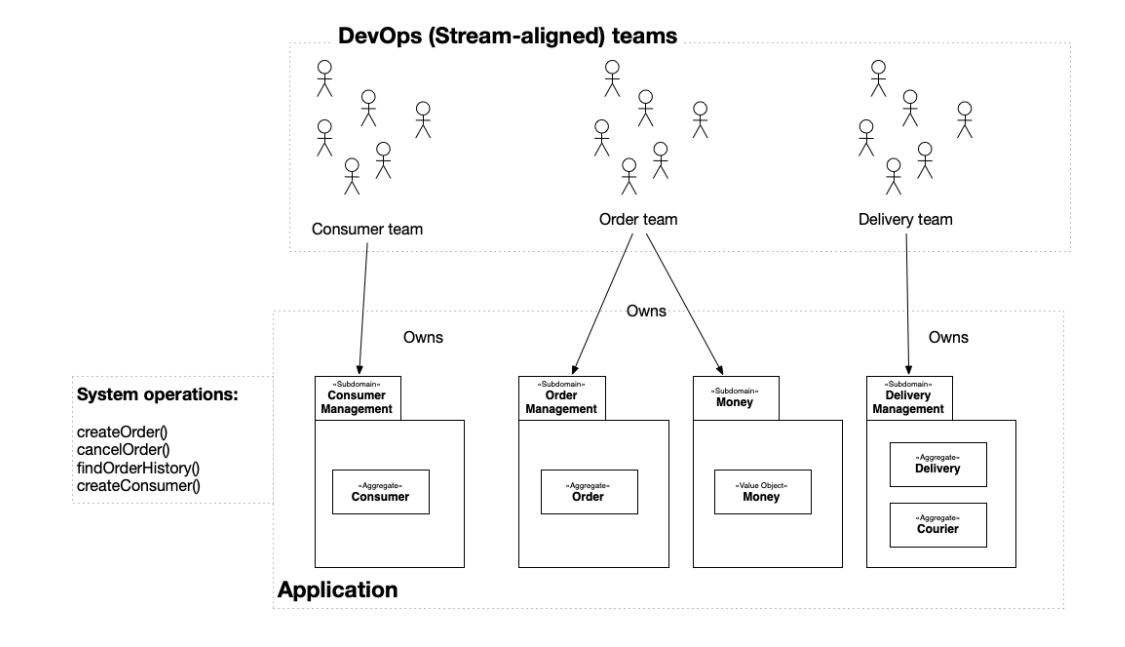 DevOps (Stream-aligned) teams
Consumer team
Order team
Delivery team
Owns
Owns
Owns
System operations:
createOrder()
cancelOrder()
findOrderHistory()
createConsumer()
«Subdomain»
Consumer
Management
«Aggregate»
Consumer
«Subdomain»
Order
Management
«Aggregate»
Order
«Subdomain»
Money
«Value Object»
Money
«Subdomain»
Delivery
Management
«Aggregate»
Delivery
«Aggregate»
Courier
Application